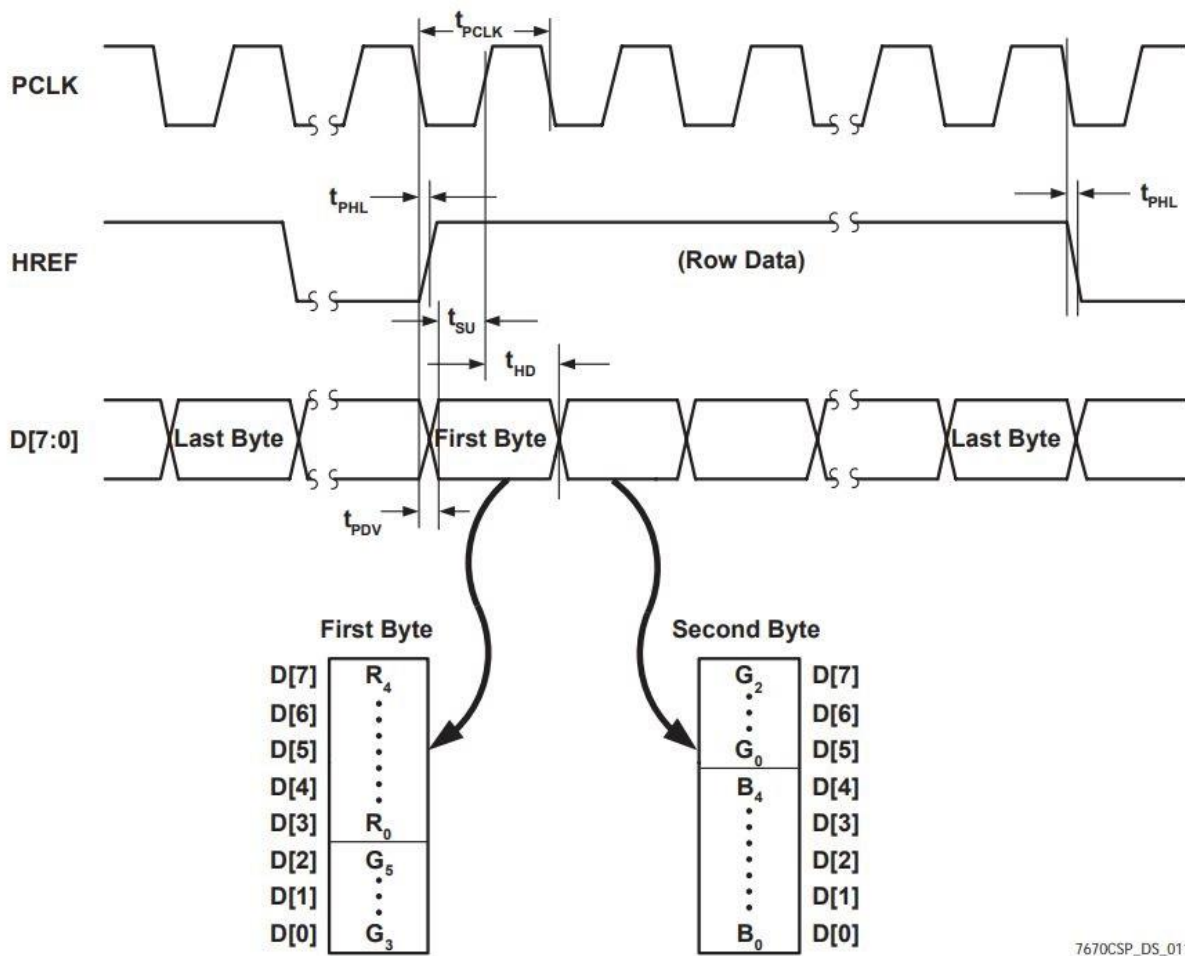 tPCLK
PCLK
tPHL
tPHL
HREF
(Row Data)
tSU
tHD
D[7:0]
Last Byte
First Byte
Last Byte
tPDV
First Byte
Second Byte
D[7] R4 G2 D[7]
D[6] D[6]
D[5] G0 D[5]
D[4] B4 D[4]
D[3] R0 D[3]
D[2] G5 D[2]
D[1] D[1]
D[0] G3 B0 D[0]
7670CSP_DS_011